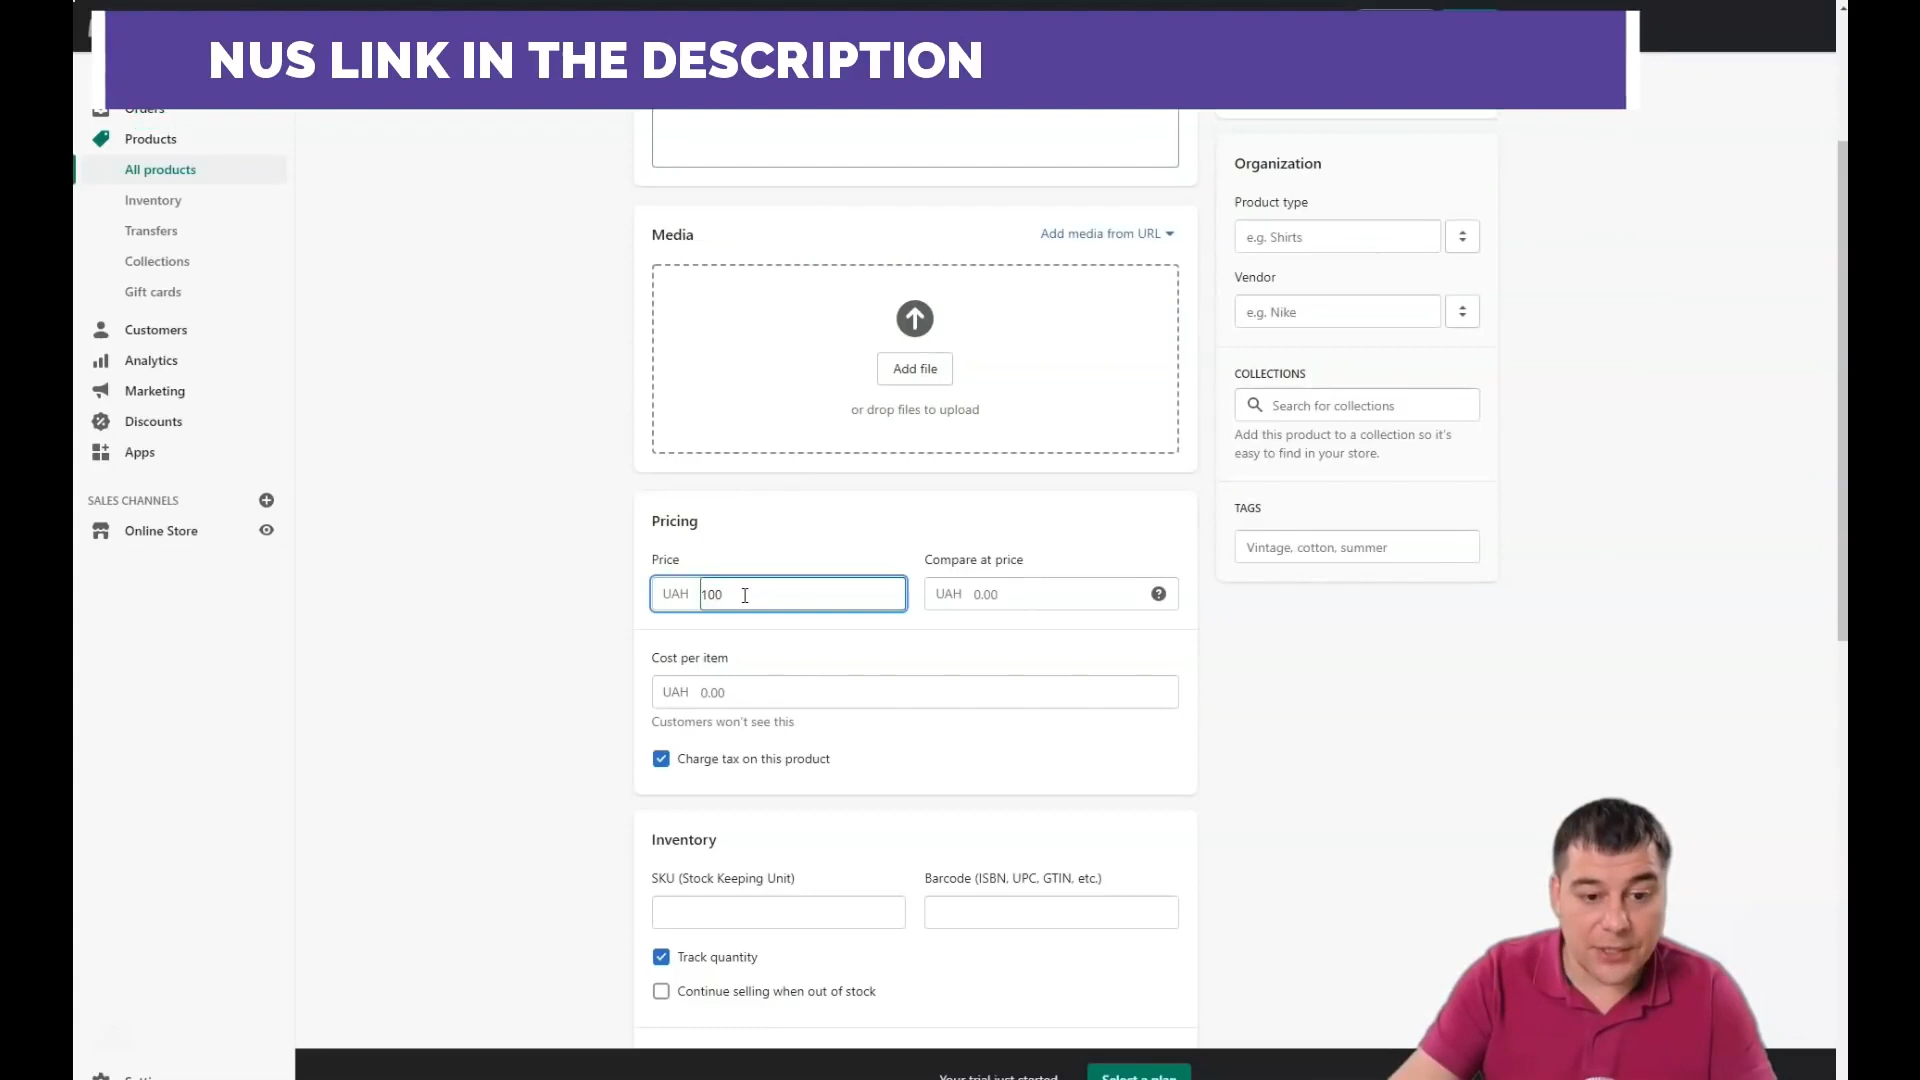 NUS LINK IN THE DESCRIPTION
Orders
Products
All products
Inventory
Transfers
Collections
Gift cards
Customers
Analytics
Marketing
Discounts
Apps
SALES CHANNELS
Online Store
Media
Add media from URL
Add file
or drop files to upload
Pricing
Price
Compare at price
UAH 100
UAH 0.00
Cost per item
UAH 0.00
Customers won't see this
Charge tax on this product
Inventory
SKU (Stock Keeping Unit)
Barcode (ISBN, UPC, GTIN, etc.)
Track quantity
Continue selling when out of stock
Organization
Product type
e.g. Shirts
Vendor
e.g. Nike
COLLECTIONS
Search for collections
Add this product to a collection so it's
easy to find in your store.
TAGS
Vintage, cotton, summer
Your trial just started
Select a plan